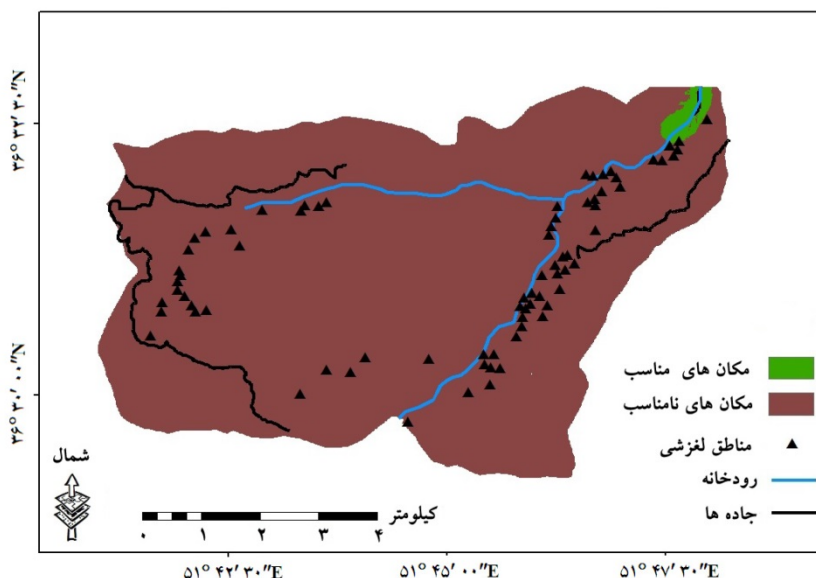 ۳۶° ۳۲′ ۳۰″N
۳۶° ۳۰′ ۰۰″N
مکان های مناسب
مکان های نامناسب
مناطق لغزشی
رودخانه
جاده ها
شمال
کیلومتر
۰ ۱ ۲ ۳ ۴
۵۱° ۴۲′ ۳۰″E
۵۱° ۴۵′ ۰۰″E
۵۱° ۴۷′ ۳۰″E